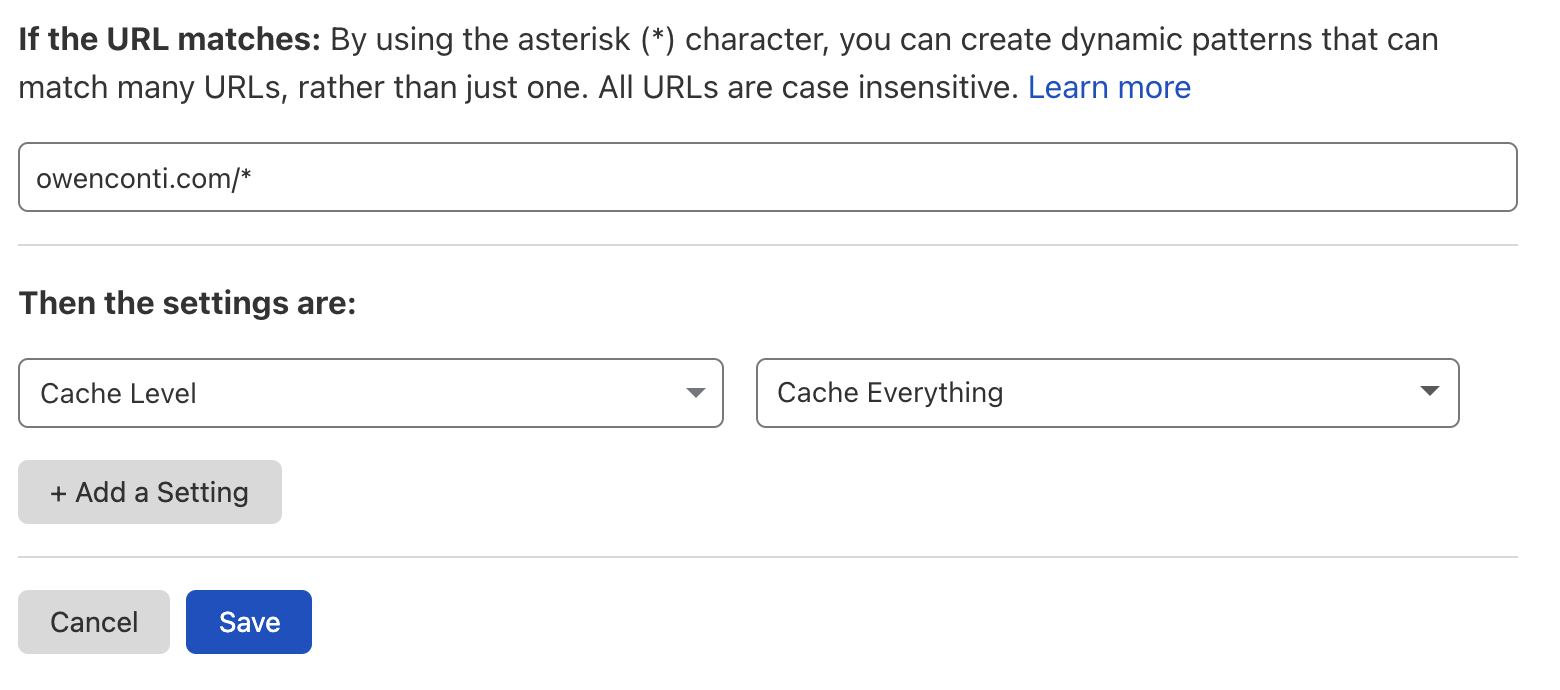 If the URL matches: By using the asterisk (*) character, you can create dynamic patterns that can
match many URLs, rather than just one. All URLs are case insensitive. Learn more
owenconti.com/*
Then the settings are:
Cache Level
Cache Everything
+ Add a Setting
Cancel
Save